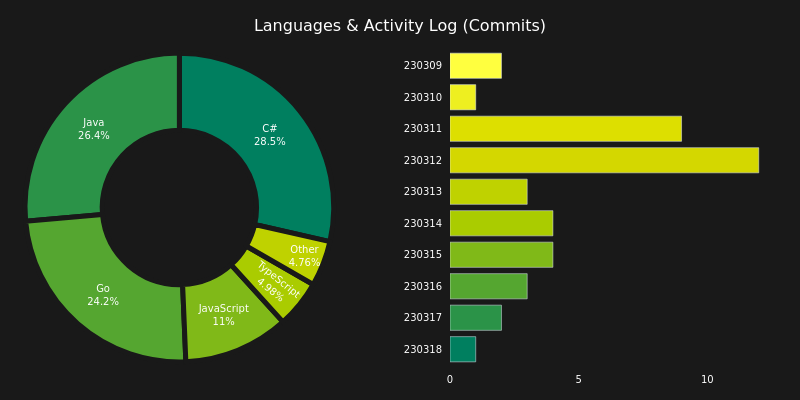 Languages & Activity Log (Commits)
Java
26.4%
C#
28.5%
Other
4.76%
TypeScript
4.98%
JavaScript
11%
Go
24.2%
230309
230310
230311
230312
230313
230314
230315
230316
230317
230318
0
5
10